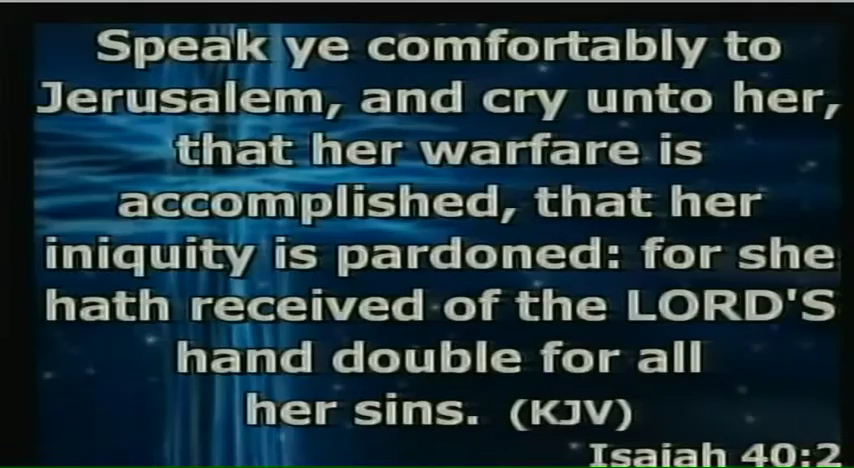 Speak ye comfortably to
Jerusalem, and cry unto her,
that her warfare is
accomplished, that her
iniquity is pardoned: for she
hath received of the LORD'S
hand double for all
her sins. (KJV)
Isaiah 40:2